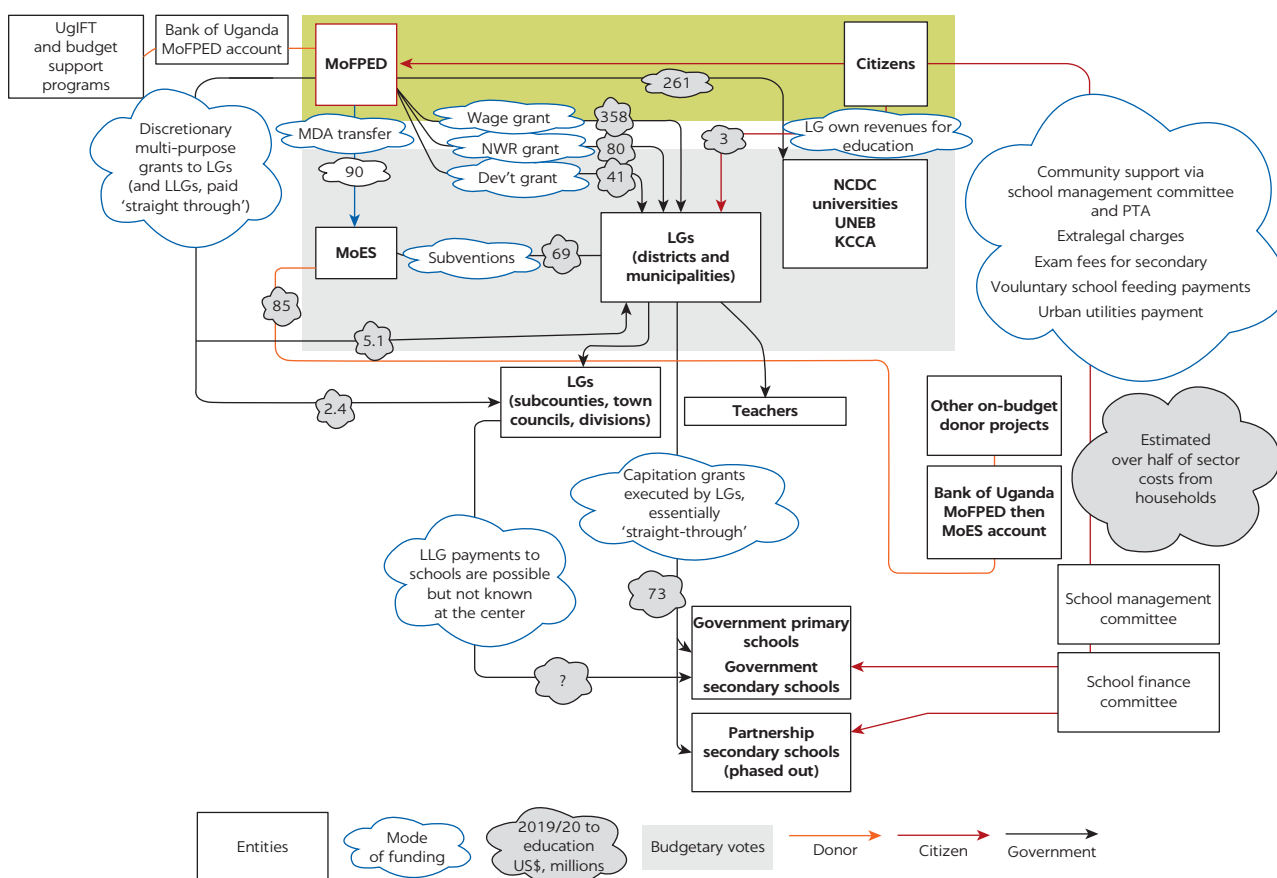 UgIFT
and budget
support
programs
Bank of Uganda
MoFPED account
MoFPED
Citizens
261
Discretionary
multi-purpose
grants to LGs
(and LLGs, paid
‘straight through’)
MDA transfer
90
Wage grant
358
NWR grant
80
Dev’t grant
41
3
LG own revenues for
education
NCDC
universities
UNEB
KCCA
Community support via
school management committee
and PTA
Extralegal charges
Exam fees for secondary
Vouluntary school feeding payments
Urban utilities payment
MoES
Subventions
69
LGs
(districts and
municipalities)
85
5.1
2.4
LGs
(subcounties, town
councils, divisions)
Teachers
Other on-budget
donor projects
Estimated
over half of sector
costs from
households
Capitation grants
executed by LGs,
essentially
‘straight-through’
Bank of Uganda
MoFPED then
MoES account
LLG payments to
schools are possible
but not known
at the center
73
School management
committee
Government primary
schools
Government
secondary schools
?
School finance
committee
Partnership
secondary schools
(phased out)
Entities
Mode
of funding
2019/20 to
education
US$, millions
Budgetary votes
Donor
Citizen
Government